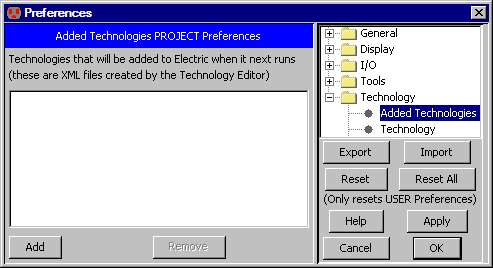 Preferences
Added Technologies PROJECT Preferences
Technologies that will be added to Electric when it next runs
(these are XML files created by the Technology Editor)
Add
Remove
General
Display
I/O
Tools
Technology
Added Technologies
Technology
Export
Import
Reset
Reset All
(Only resets USER Preferences)
Help
Apply
Cancel
OK